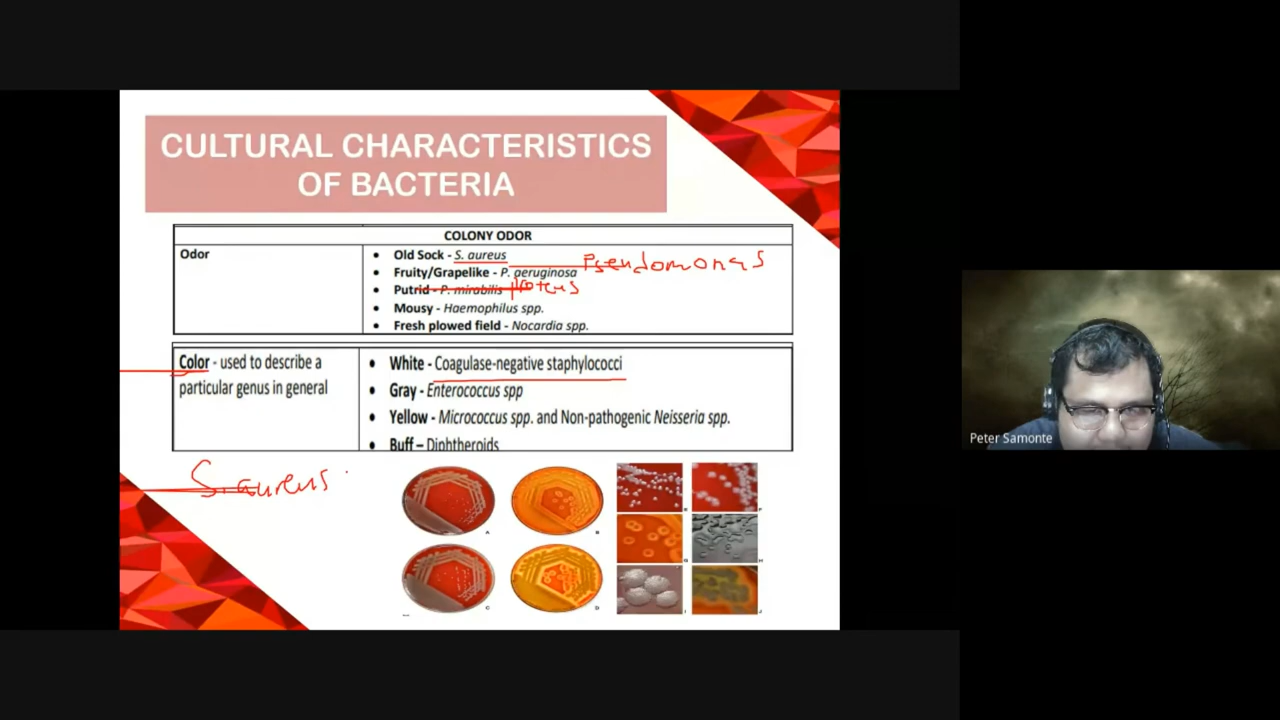 CULTURAL CHARACTERISTICS
OF BACTERIA
COLONY ODOR
Odor
• Old Sock - S. aureus
Pseudomonas
• Fruity/Grapelike - P. aeruginosa
• Putrid - P. mirabilis proteus
• Mousy - Haemophilus spp.
• Fresh plowed field - Nocardia spp.
Color - used to describe a
particular genus in general
• White - Coagulase-negative staphylococci
• Gray - Enterococcus spp
• Yellow - Micrococcus spp. and Non-pathogenic Neisseria spp.
• Buff – Diphtheroids
S. aureus
A
B
E
F
G
H
C
D
I
J
Peter Samonte